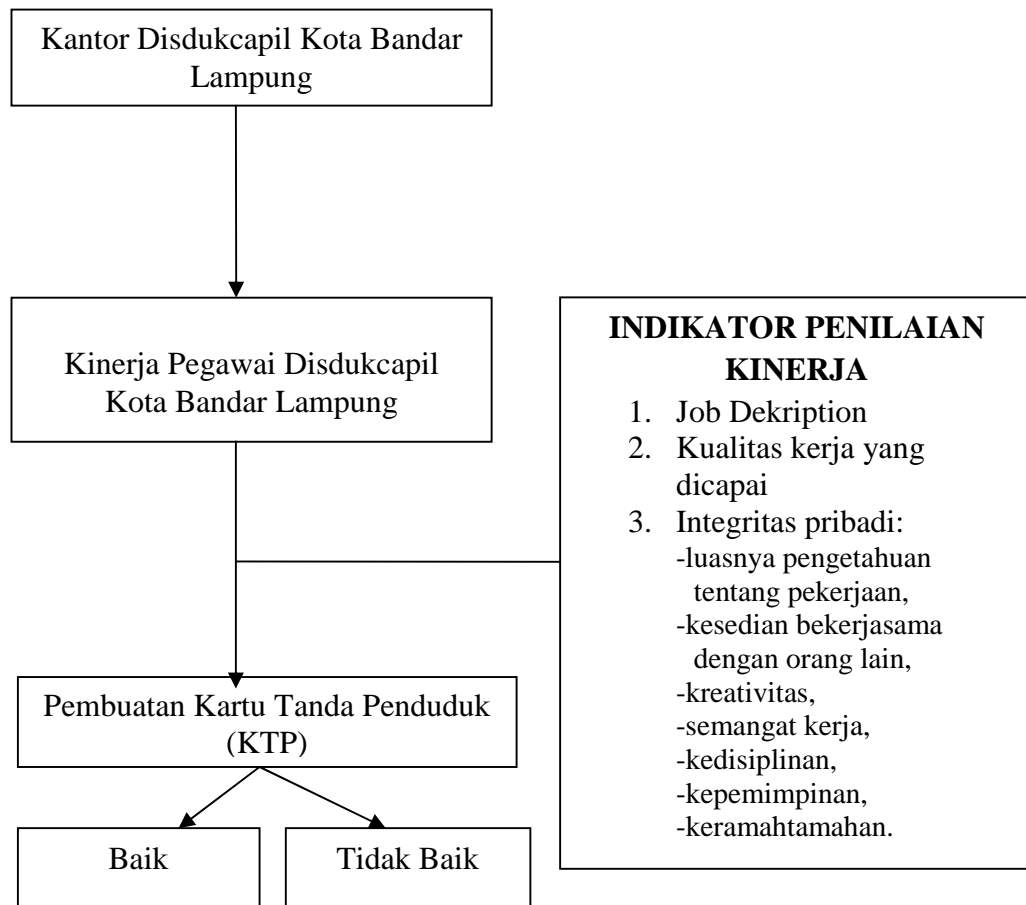 Kantor Disdukcapil Kota Bandar
Lampung
Kinerja Pegawai Disdukcapil
Kota Bandar Lampung
INDIKATOR PENILAIAN
KINERJA
1. Job Dekription
2. Kualitas kerja yang
dicapai
3. Integritas pribadi:
-luasnya pengetahuan
tentang pekerjaan,
-kesedian bekerjasama
dengan orang lain,
-kreativitas,
-semangat kerja,
-kedisiplinan,
-kepemimpinan,
-keramahtamahan.
Pembuatan Kartu Tanda Penduduk
(KTP)
Baik
Tidak Baik